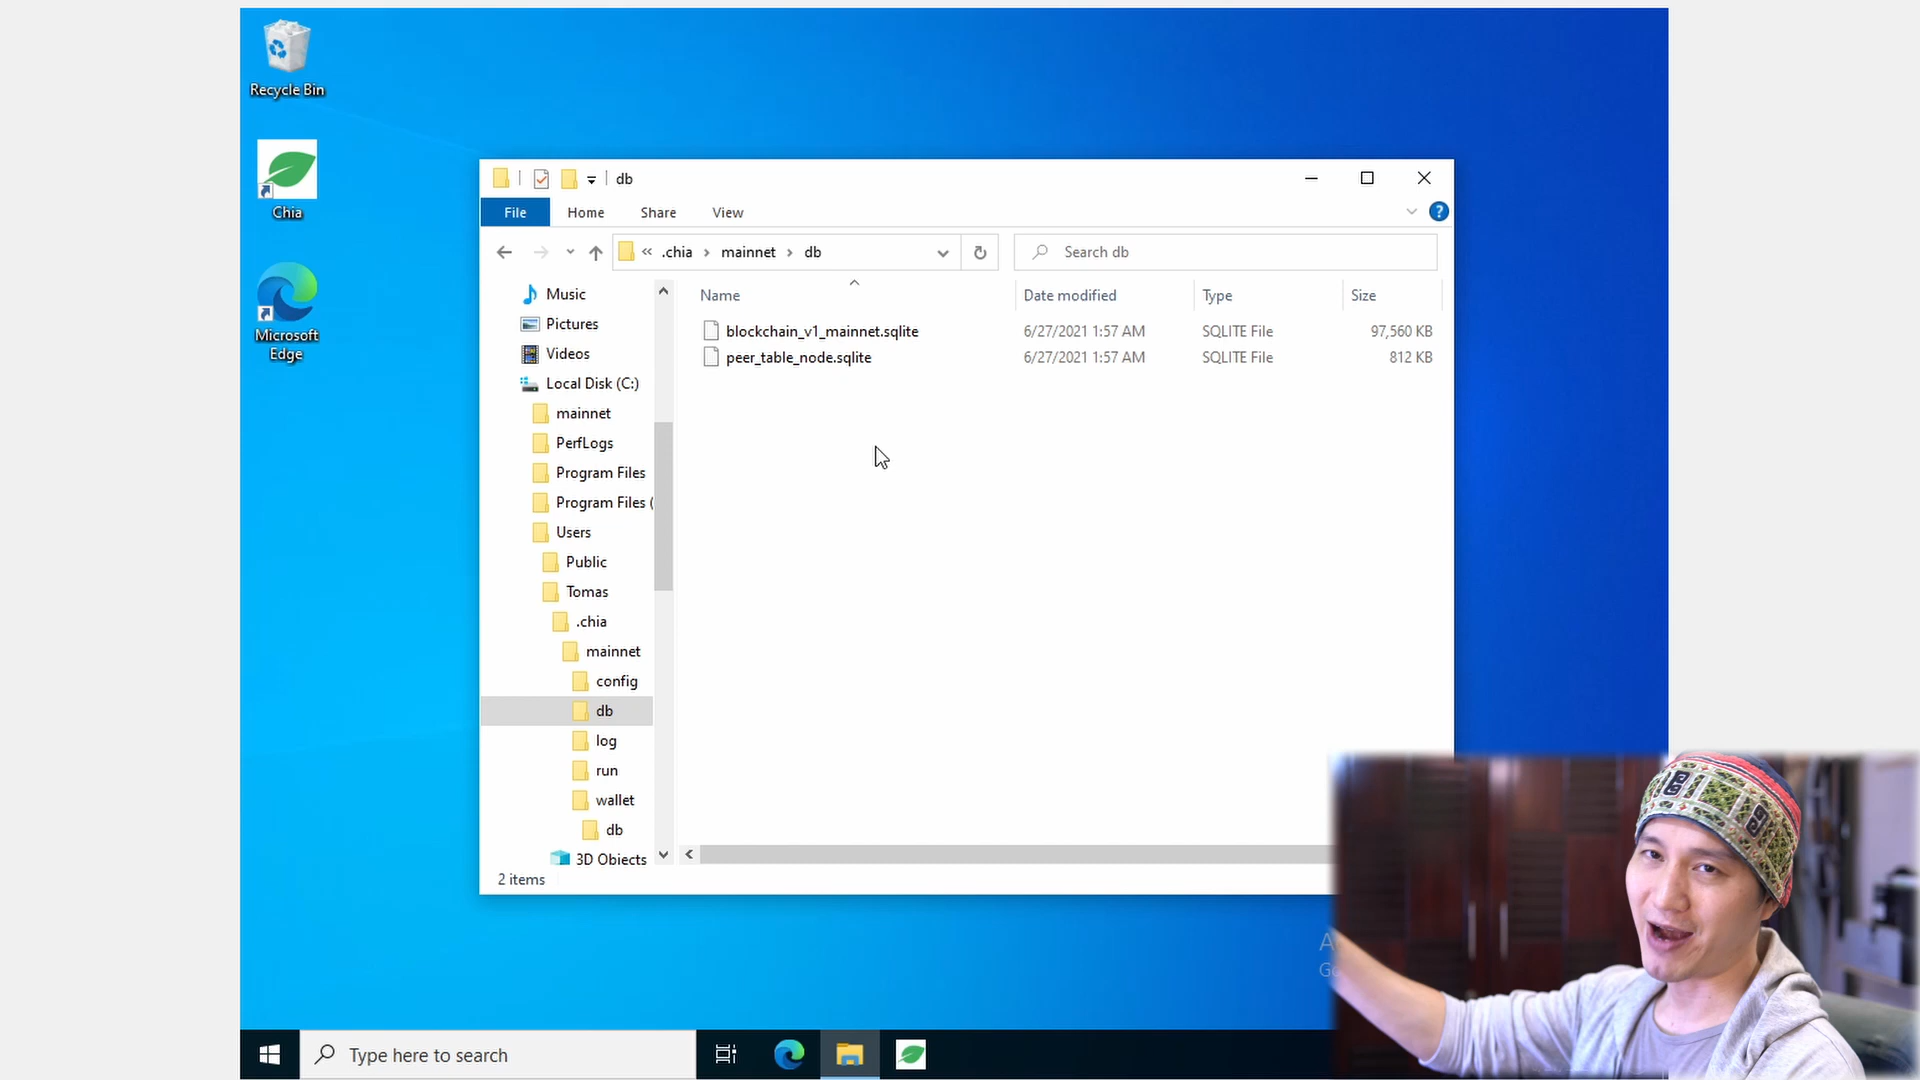 Recycle Bin
Chia
Microsoft
Edge
db
File Home Share View
« .chia › mainnet › db
Search db
Name Date modified Type Size
blockchain_v1_mainnet.sqlite 6/27/2021 1:57 AM SQLITE File 97,560 KB
peer_table_node.sqlite 6/27/2021 1:57 AM SQLITE File 812 KB
Music
Pictures
Videos
Local Disk (C:)
mainnet
PerfLogs
Program Files
Program Files (
Users
Public
Tomas
.chia
mainnet
config
db
log
run
wallet
db
3D Objects
2 items
Type here to search